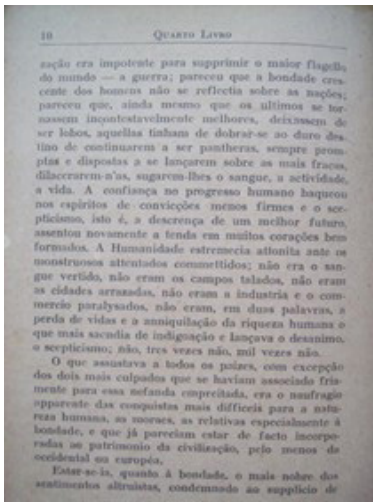 10 QUARTO LIVRO
zação era impotente para supprimir o maior flagello
do mundo — a guerra; pareceu que a bondade cres-
cente dos homens não se reflectia sobre as nações;
pareceu que, ainda mesmo que os ultimos se tor-
nassem incontestavelmente melhores, deixassem de
ser lobos, aquellas tinham de dobrar-se ao duro des-
tino de continuarem a ser pantheras, sempre prom-
ptas e dispostas a se lançarem sobre as mais fracas,
dilacerarem-n'as, sugarem-lhes o sangue, a actividade,
a vida. A confiança no progresso humano baqueou
nos espiritos de convicções menos firmes e o sce-
pticismo, isto é, a descrença de um melhor futuro,
assentou novamente a tenda em muitos corações bem
formados. A Humanidade estremecia attonita ante os
monstruosos attentados commettidos; não era o san-
gue vertido, não eram os campos talados, não eram
as cidades arrazadas, não eram a industria e o com-
mercio paralysados, não eram, em duas palavras, a
perda de vidas e a anniquilação da riqueza humana o
que mais sacudia de indignação e lançava o desanimo,
o scepticismo; não, tres vezes não, mil vezes não.
O que assustava a todos os paizes, com excepção
dos dois mais culpados que se haviam associado fria-
mente para essa nefanda empreitada, era o naufragio
apparente das conquistas mais difficeis para a natu-
reza humana, as moraes, as relativas especialmente á
bondade, e que já pareciam estar de facto incorpo-
radas ao patrimonio da civilização, pelo menos da
occidental ou européa.
Estar-se-ia, quanto á bondade, o mais nobre dos
sentimentos altruistas, condemnado ao supplicio de